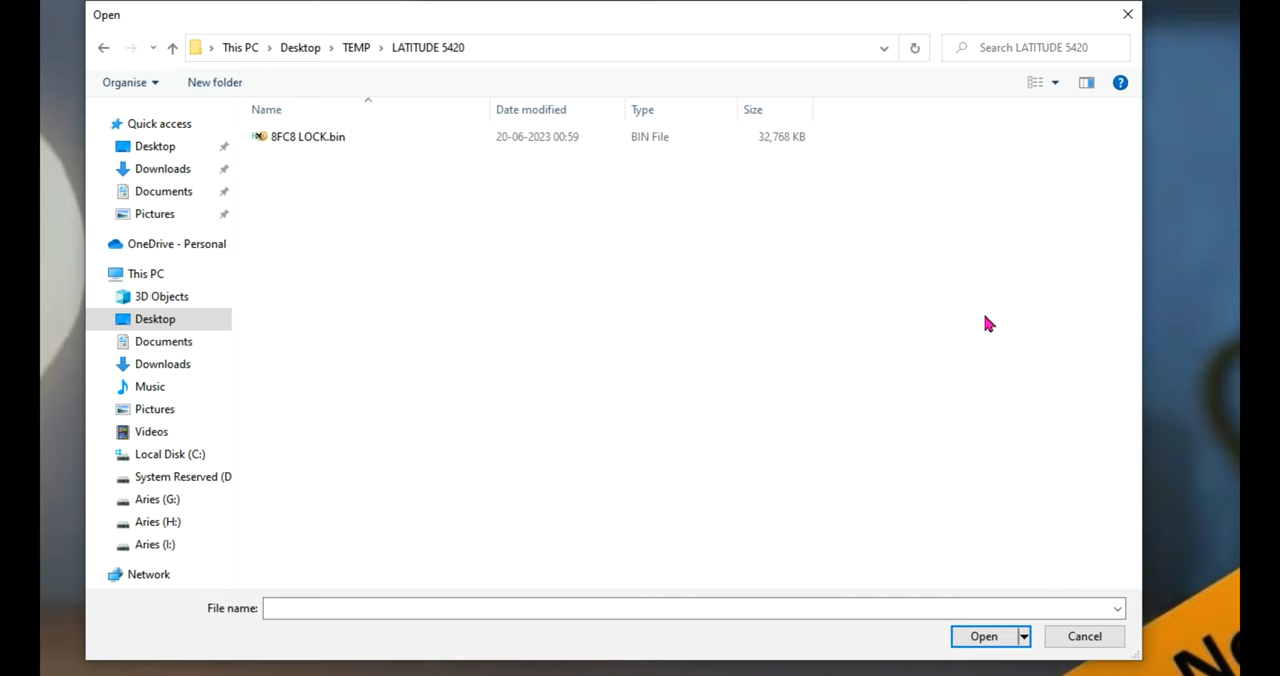 Open
This PC > Desktop > TEMP > LATITUDE 5420
Search LATITUDE 5420
Organise
New folder
Name
Date modified
Type
Size
8FC8 LOCK.bin
20-06-2023 00:59
BIN File
32,768 KB
Quick access
Desktop
Downloads
Documents
Pictures
OneDrive - Personal
This PC
3D Objects
Desktop
Documents
Downloads
Music
Pictures
Videos
Local Disk (C:)
System Reserved (D
Aries (G:)
Aries (H:)
Aries (I:)
Network
File name:
Open
Cancel